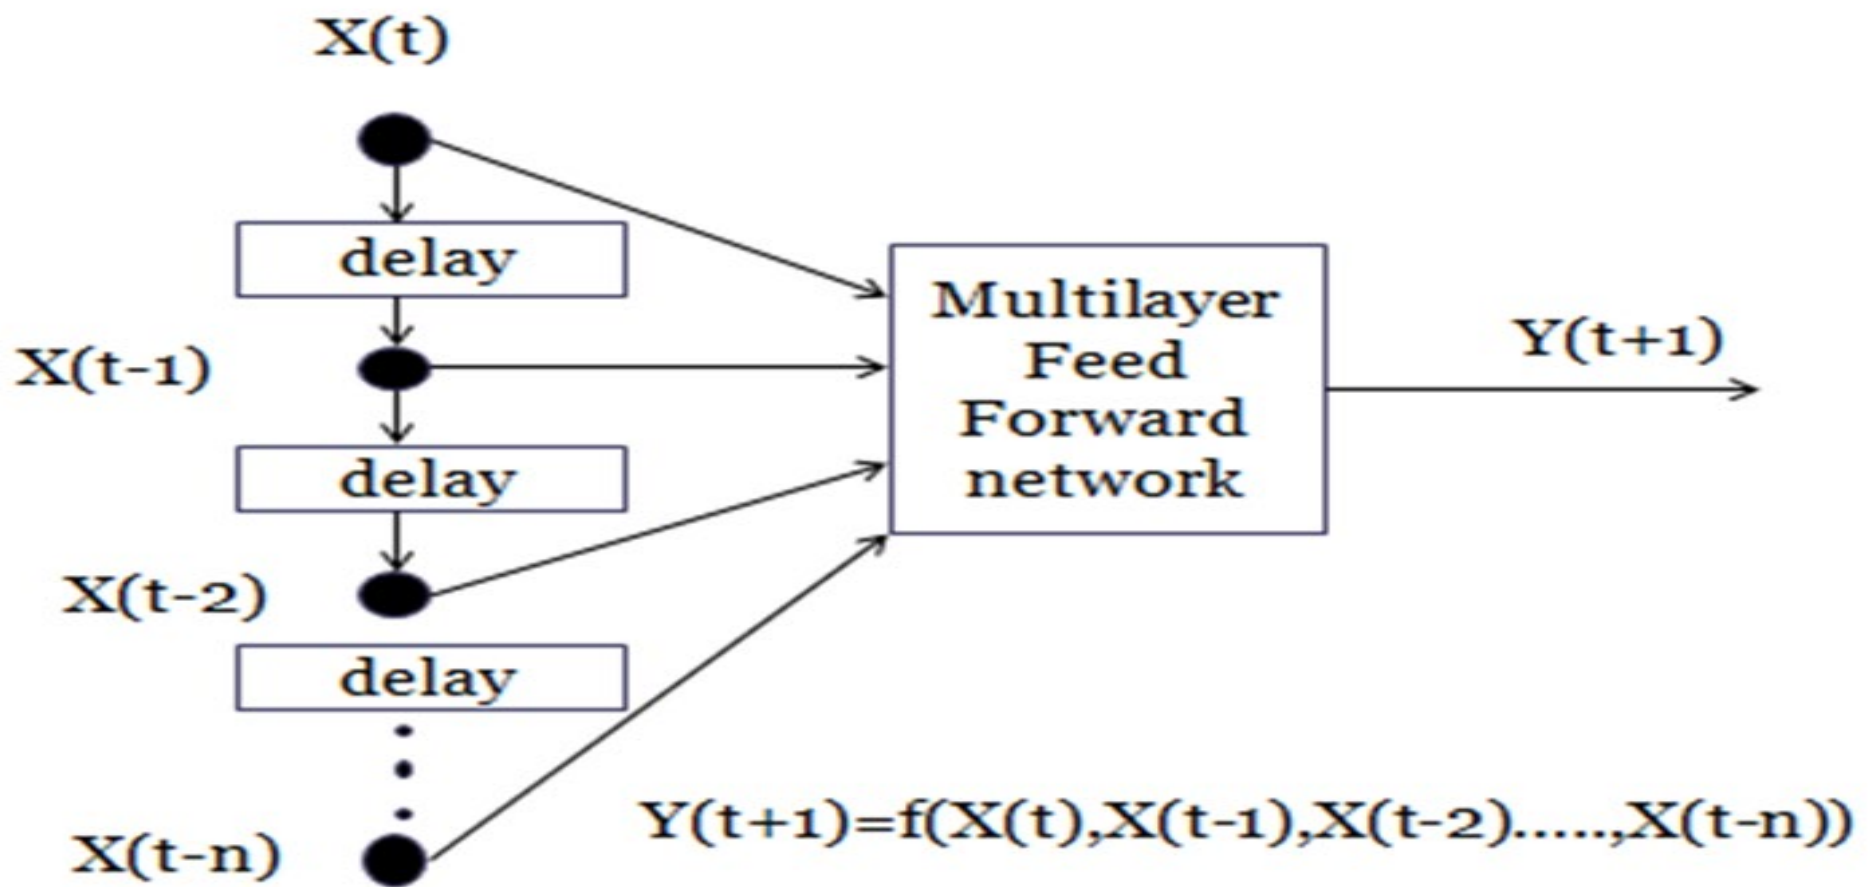 X(t)
delay
X(t-1)
delay
X(t-2)
delay
X(t-n)
Multilayer
Feed
Forward
network
Y(t+1)
Y(t+1)=f(X(t),X(t-1),X(t-2).....,X(t-n))